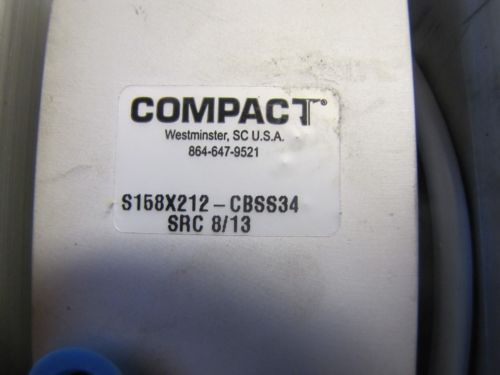 COMPACT®
Westminster, SC U.S.A.
864-647-9521
S158X212-CBSS34
SRC 8/13